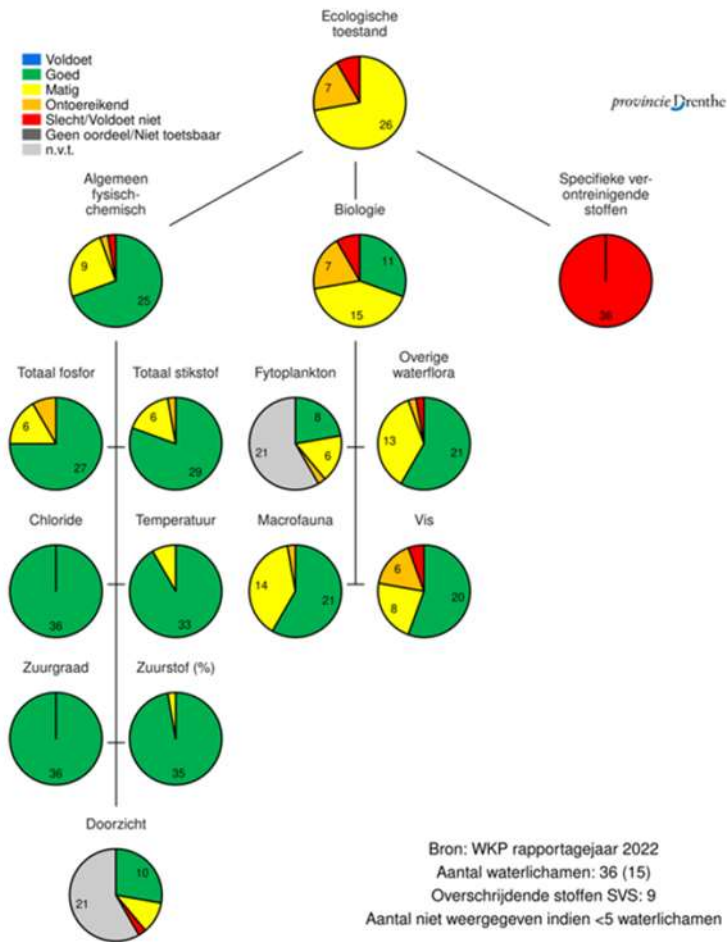 Ecologische
toestand
Voldoet
Goed
Matig
Ontoereikend
Slecht/Voldoet niet
Geen oordeel/Niet toetsbaar
n.v.t.
7
26
provincie Drenthe
Algemeen
fysisch-
chemisch
Biologie
Specifieke ver-
ontreinigende
stoffen
9
25
7
11
15
36
Totaal fosfor
Totaal stikstof
Fytoplankton
Overige
waterflora
6
27
6
29
21
8
6
13
21
Chloride
Temperatuur
Macrofauna
Vis
36
33
14
21
6
8
20
Zuurgraad
Zuurstof (%)
36
35
Doorzicht
21
10
Bron: WKP rapportagejaar 2022
Aantal waterlichamen: 36 (15)
Overschrijdende stoffen SVS: 9
Aantal niet weergegeven indien <5 waterlichamen